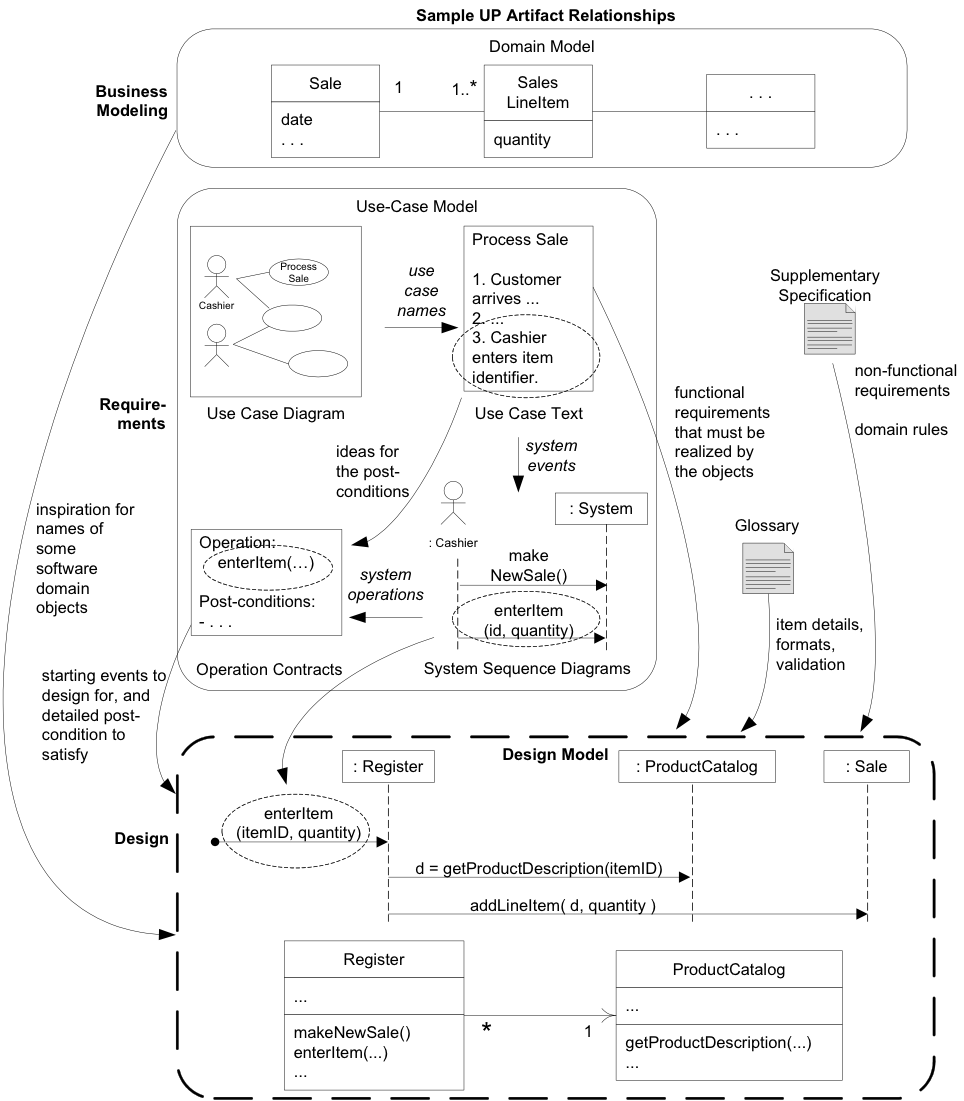 Sample UP Artifact Relationships
Domain Model
Business
Modeling
Sale
1
1..*
Sales
LineItem
. . .
date
. . .
quantity
. . .
Use-Case Model
Process
Sale
Cashier
Use Case Diagram
use
case
names
Process Sale
1. Customer
arrives ...
2. ...
3. Cashier
enters item
identifier.
Use Case Text
Require-
ments
Supplementary
Specification
non-functional
requirements
domain rules
functional
requirements
that must be
realized by
the objects
ideas for
the post-
conditions
system
events
inspiration for
names of
some
software
domain
objects
Operation:
enterItem(…)
Post-conditions:
- . . .
Operation Contracts
system
operations
: Cashier
: System
make
NewSale()
enterItem
(id, quantity)
System Sequence Diagrams
Glossary
item details,
formats,
validation
starting events to
design for, and
detailed post-
condition to
satisfy
Design Model
: Register
: ProductCatalog
: Sale
Design
enterItem
(itemID, quantity)
d = getProductDescription(itemID)
addLineItem( d, quantity )
Register
...
makeNewSale()
enterItem(...)
...
*
1
ProductCatalog
...
getProductDescription(...)
...